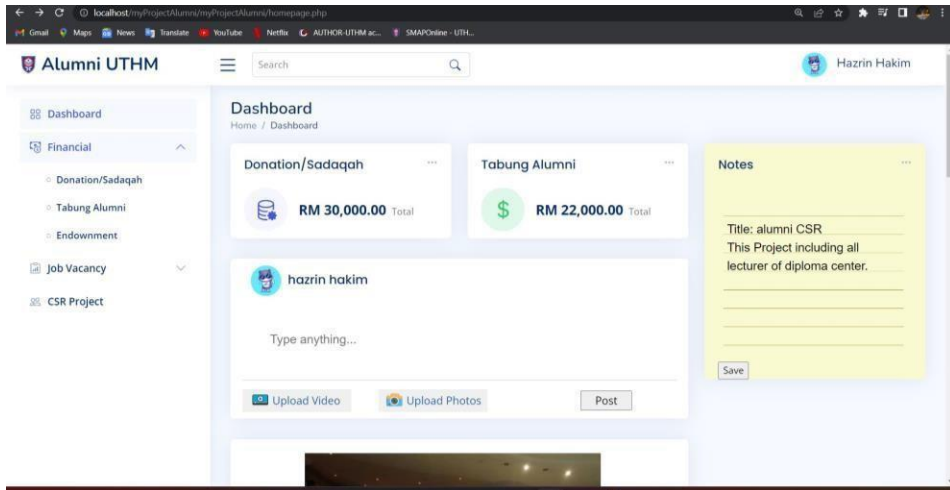 localhost/myProjectAlumni/myProjectAlumni/homepage.php
Gmail Maps News Translate YouTube Netflix AUTHOR-UTHM ac... SMAPOnline - UTH...
Alumni UTHM
Search
Hazrin Hakim
Dashboard
Financial
Donation/Sadaqah
Tabung Alumni
Endownment
Job Vacancy
CSR Project
Dashboard
Home / Dashboard
Donation/Sadaqah
RM 30,000.00 Total
Tabung Alumni
$ RM 22,000.00 Total
hazrin hakim
Type anything...
Upload Video Upload Photos Post
Notes
Title: alumni CSR
This Project including all
lecturer of diploma center.
Save